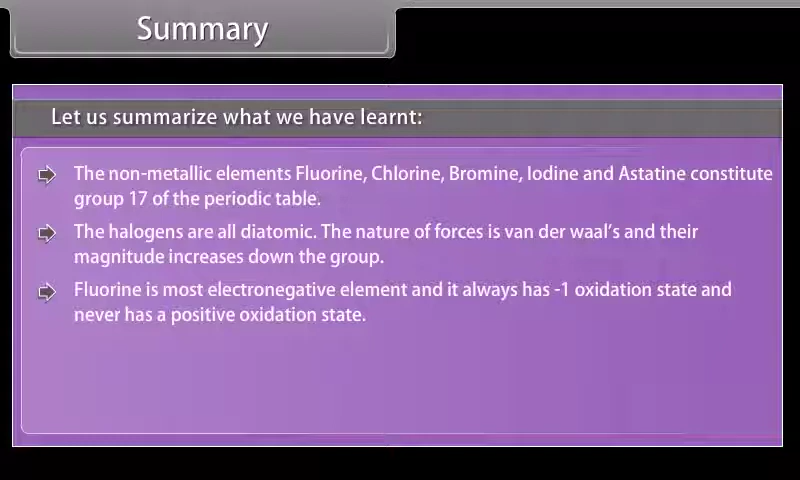 Summary
Let us summarize what we have learnt:
The non-metallic elements Fluorine, Chlorine, Bromine, Iodine and Astatine constitute
group 17 of the periodic table.
The halogens are all diatomic. The nature of forces is van der waal's and their
magnitude increases down the group.
Fluorine is most electronegative element and it always has -1 oxidation state and
never has a positive oxidation state.